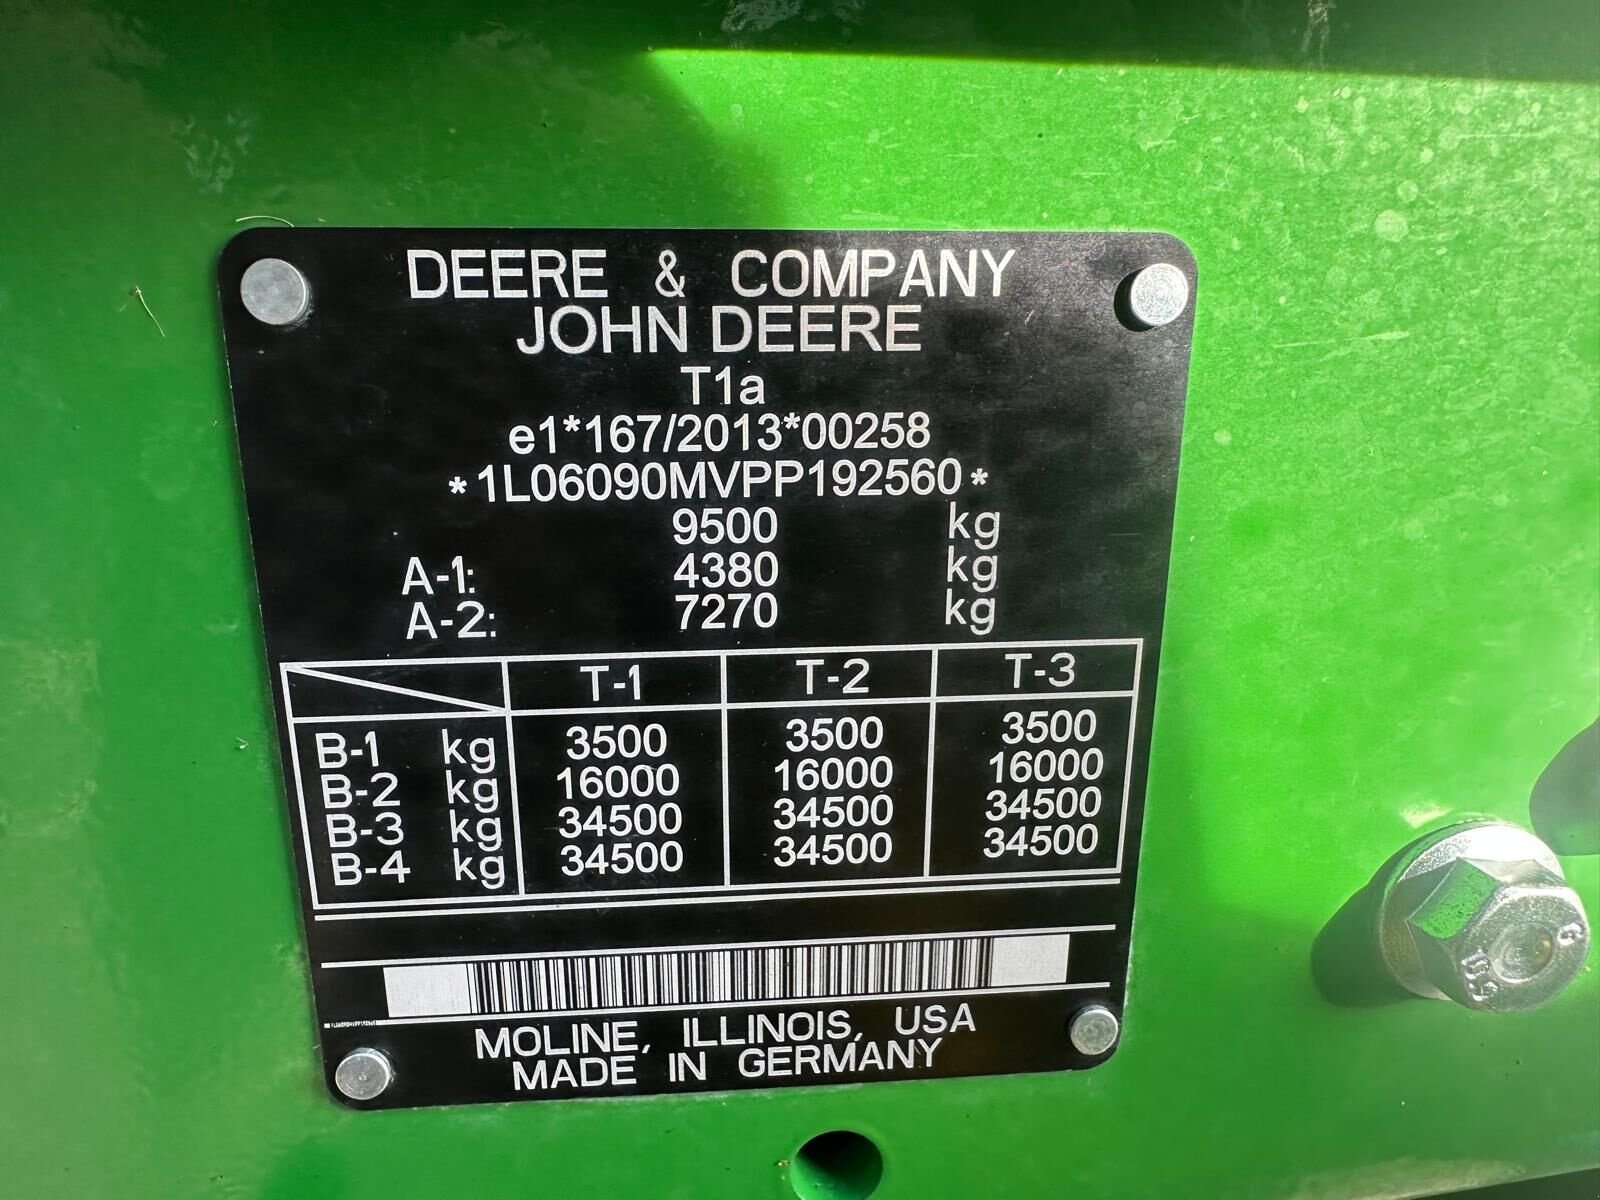 DEERE & COMPANY
JOHN DEERE
T1a
e1*167/2013*00258
*1L06090MVPP192560*
9500 kg
A-1: 4380 kg
A-2: 7270 kg
T-1 T-2 T-3
B-1 kg 3500 3500 3500
B-2 kg 16000 16000 16000
B-3 kg 34500 34500 34500
B-4 kg 34500 34500 34500
1L06090MVPP192560
MOLINE, ILLINOIS, USA
MADE IN GERMANY